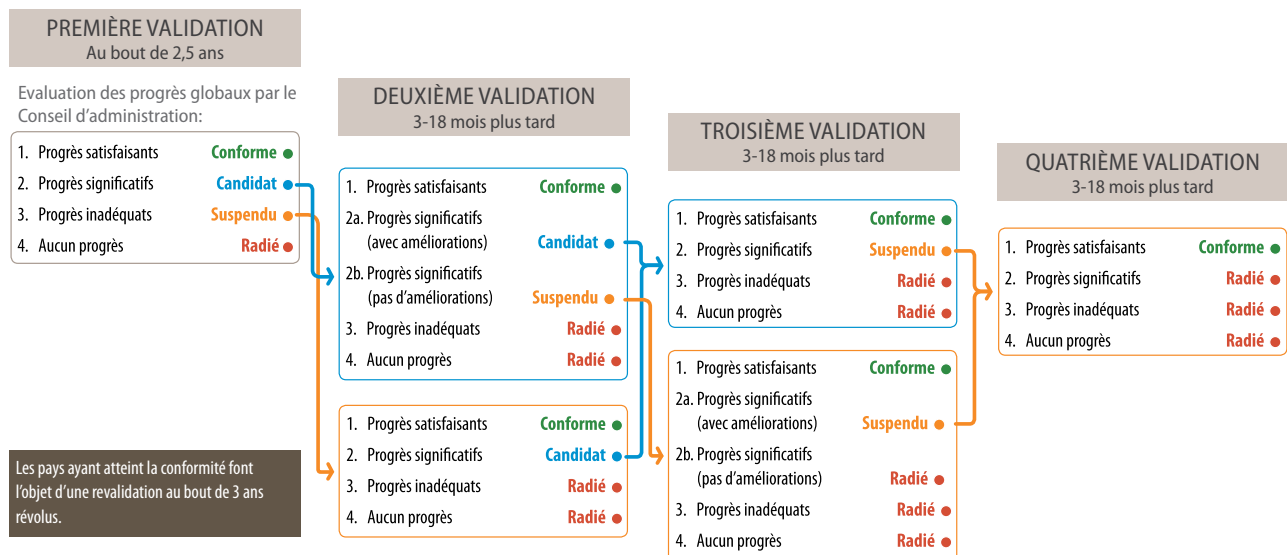 PREMIÈRE VALIDATION
Au bout de 2,5 ans
Evaluation des progrès globaux par le
Conseil d’administration:
1. Progrès satisfaisants Conforme
2. Progrès significatifs Candidat
3. Progrès inadéquats Suspendu
4. Aucun progrès Radié
Les pays ayant atteint la conformité font
l’objet d’une revalidation au bout de 3 ans
révolus.
DEUXIÈME VALIDATION
3-18 mois plus tard
1. Progrès satisfaisants Conforme
2a. Progrès significatifs
(avec améliorations) Candidat
2b. Progrès significatifs
(pas d’améliorations) Suspendu
3. Progrès inadéquats Radié
4. Aucun progrès Radié
1. Progrès satisfaisants Conforme
2. Progrès significatifs Candidat
3. Progrès inadéquats Radié
4. Aucun progrès Radié
TROISIÈME VALIDATION
3-18 mois plus tard
1. Progrès satisfaisants Conforme
2. Progrès significatifs Suspendu
3. Progrès inadéquats Radié
4. Aucun progrès Radié
1. Progrès satisfaisants Conforme
2a. Progrès significatifs
(avec améliorations) Suspendu
2b. Progrès significatifs
(pas d’améliorations) Radié
3. Progrès inadéquats Radié
4. Aucun progrès Radié
QUATRIÈME VALIDATION
3-18 mois plus tard
1. Progrès satisfaisants Conforme
2. Progrès significatifs Radié
3. Progrès inadéquats Radié
4. Aucun progrès Radié